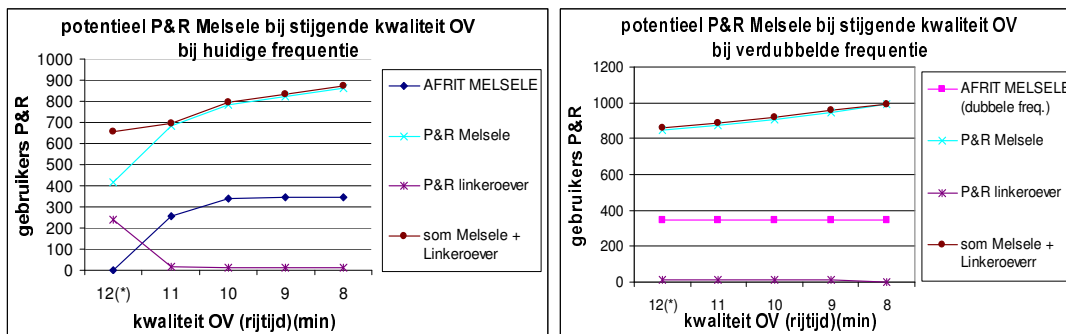 potentieel P&R Melsele bij stijgende kwaliteit OV
bij huidige frequentie
gebruikers P&R
1000
900
800
700
600
500
400
300
200
100
0
12(*) 11 10 9 8
kwaliteit OV (rijtijd)(min)
AFRIT MELSELE
P&R Melsele
P&R linkeroever
som Melsele +
Linkeroever
potentieel P&R Melsele bij stijgende kwaliteit OV
bij verdubbelde frequentie
gebruikers P&R
1200
1000
800
600
400
200
0
12(*) 11 10 9 8
kwaliteit OV (rijtijd)(min)
AFRIT MELSELE
(dubbele freq.)
P&R Melsele
P&R linkeroever
som Melsele +
Linkeroeverr